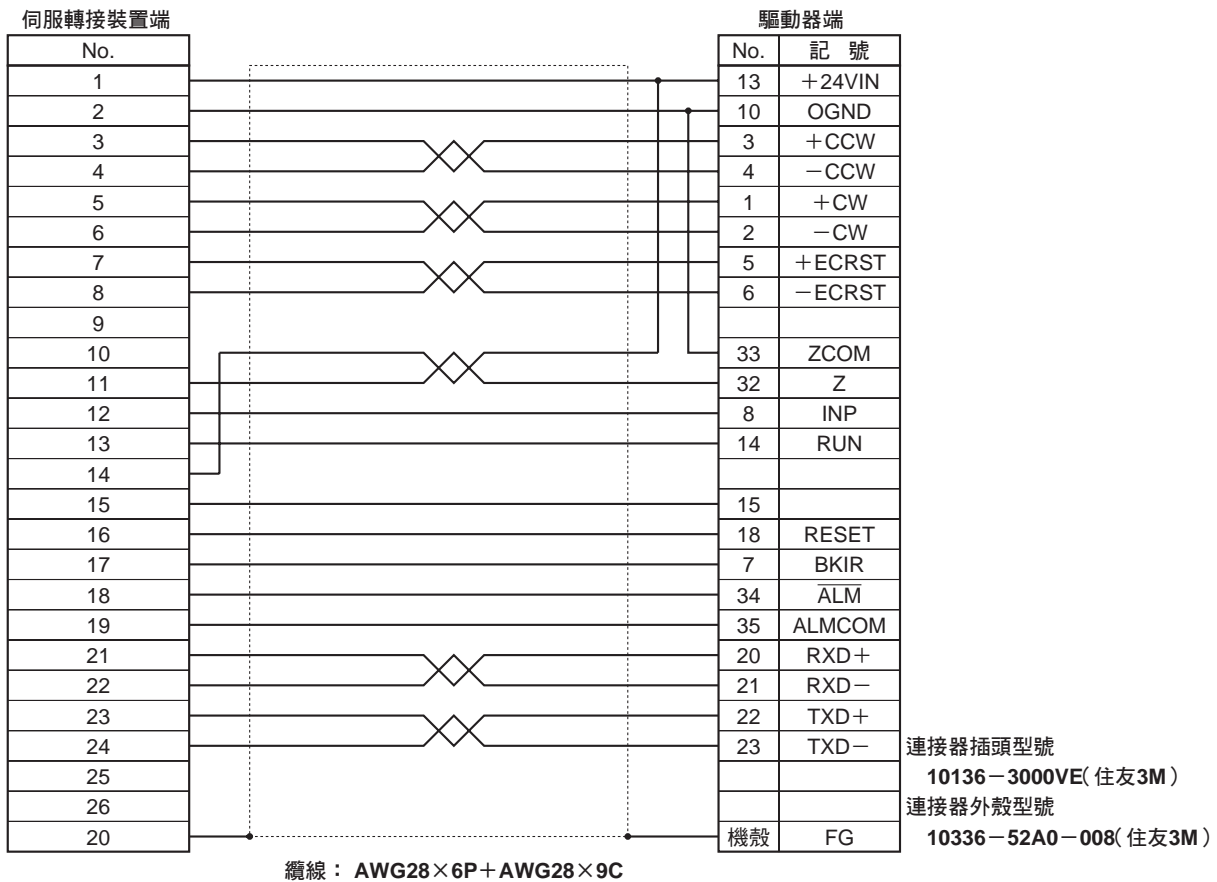 伺服轉接裝置端 驅動器端
No. No. 記 號
1 13 ＋24VIN
2 10 OGND
3 3 ＋CCW
4 4 －CCW
5 1 ＋CW
6 2 －CW
7 5 ＋ECRST
8 6 －ECRST
9
10 33 ZCOM
11 32 Z
12 8 INP
13 14 RUN
14
15 15
16 18 RESET
17 7 BKIR
18 34 A̅L̅M̅
19 35 ALMCOM
21 20 RXD＋
22 21 RXD－
23 22 TXD＋
24 23 TXD－ 連接器插頭型號
25 10136－3000VE（住友3M）
26 連接器外殼型號
20 機殼 FG 10336－52A0－008（住友3M）
纜線： AWG28×6P＋AWG28×9C